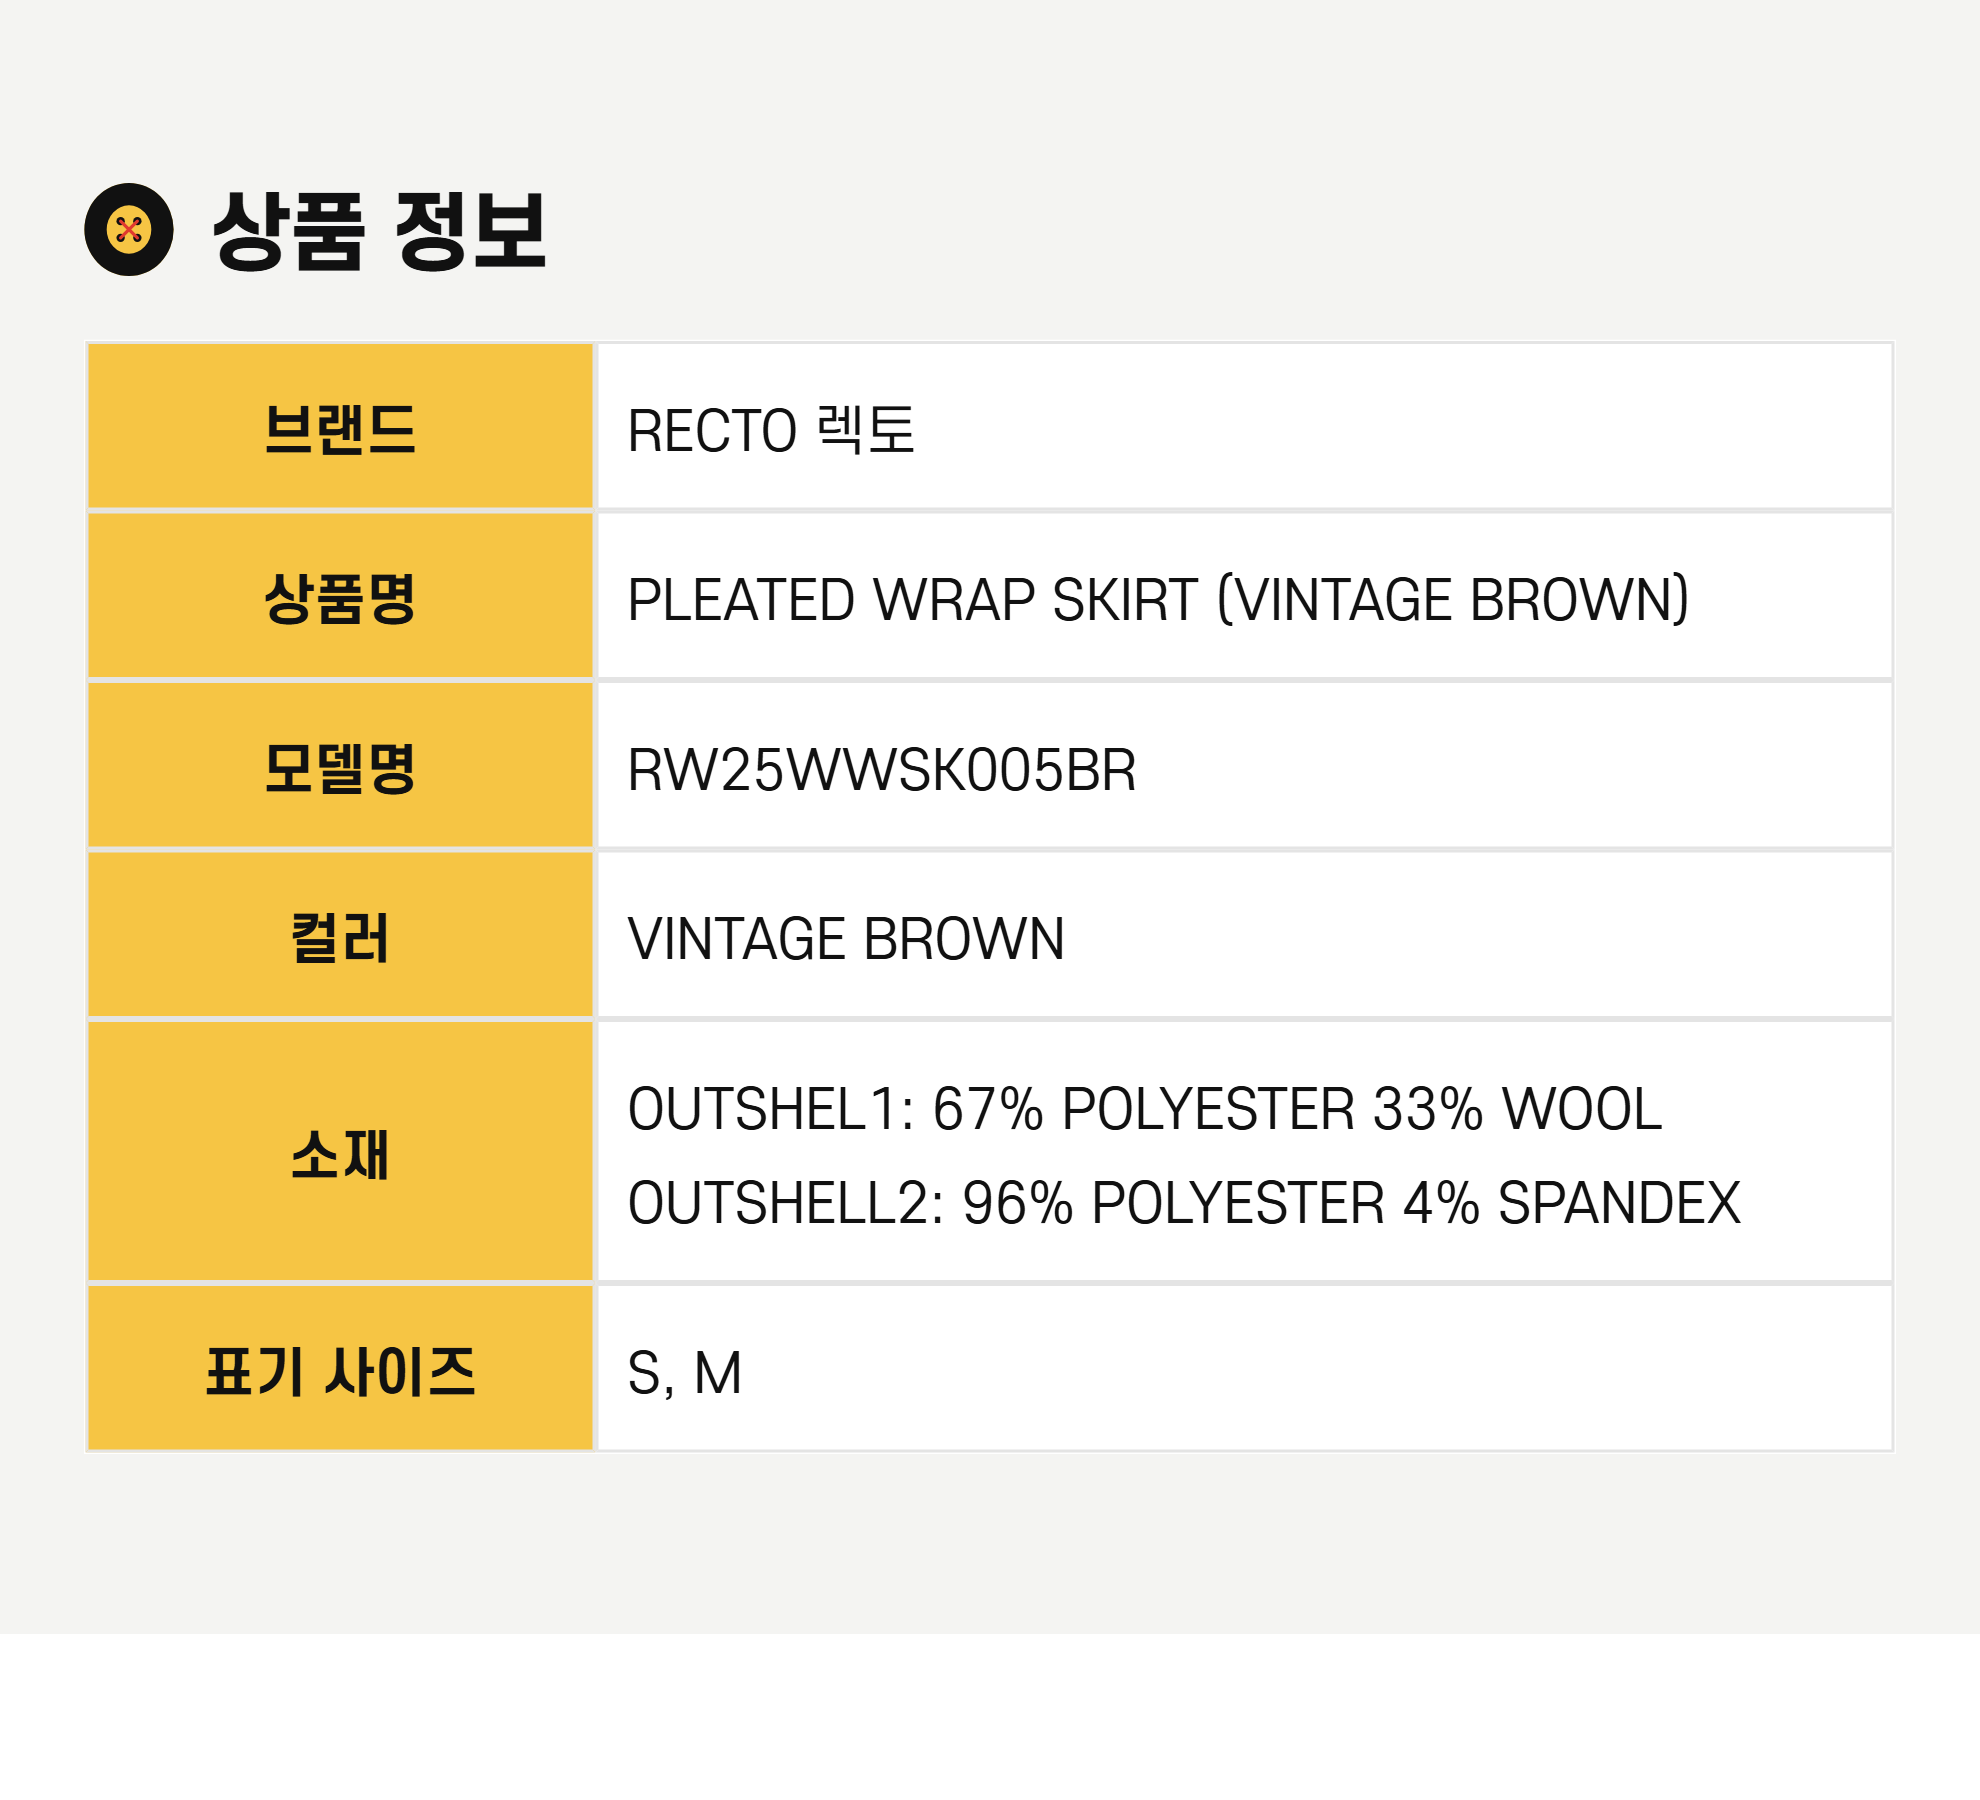 상품 정보
브랜드 RECTO 렉토
상품명 PLEATED WRAP SKIRT (VINTAGE BROWN)
모델명 RW25WWSK005BR
컬러 VINTAGE BROWN
소재 OUTSHEL1: 67% POLYESTER 33% WOOL
OUTSHELL2: 96% POLYESTER 4% SPANDEX
표기 사이즈 S, M